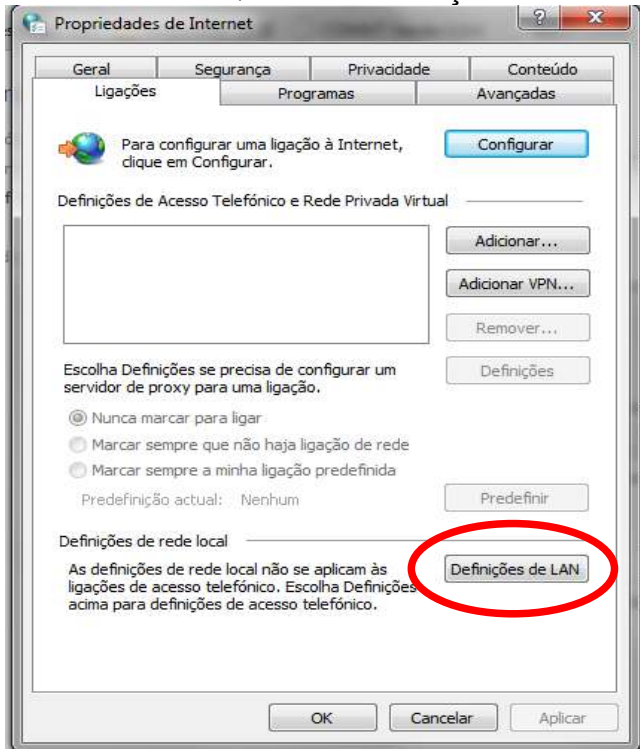 Propriedades de Internet
Geral Segurança Privacidade Conteúdo
Ligações Programas Avançadas
Para configurar uma ligação à Internet, Configurar
clique em Configurar.
Definições de Acesso Telefónico e Rede Privada Virtual
Adicionar...
Adicionar VPN...
Remover...
Escolha Definições se precisa de configurar um Definições
servidor de proxy para uma ligação.
Nunca marcar para ligar
Marcar sempre que não haja ligação de rede
Marcar sempre a minha ligação predefinida
Predefinição actual: Nenhum Predefinir
Definições de rede local
As definições de rede local não se aplicam às Definições de LAN
ligações de acesso telefónico. Escolha Definições
acima para definições de acesso telefónico.
OK Cancelar Aplicar